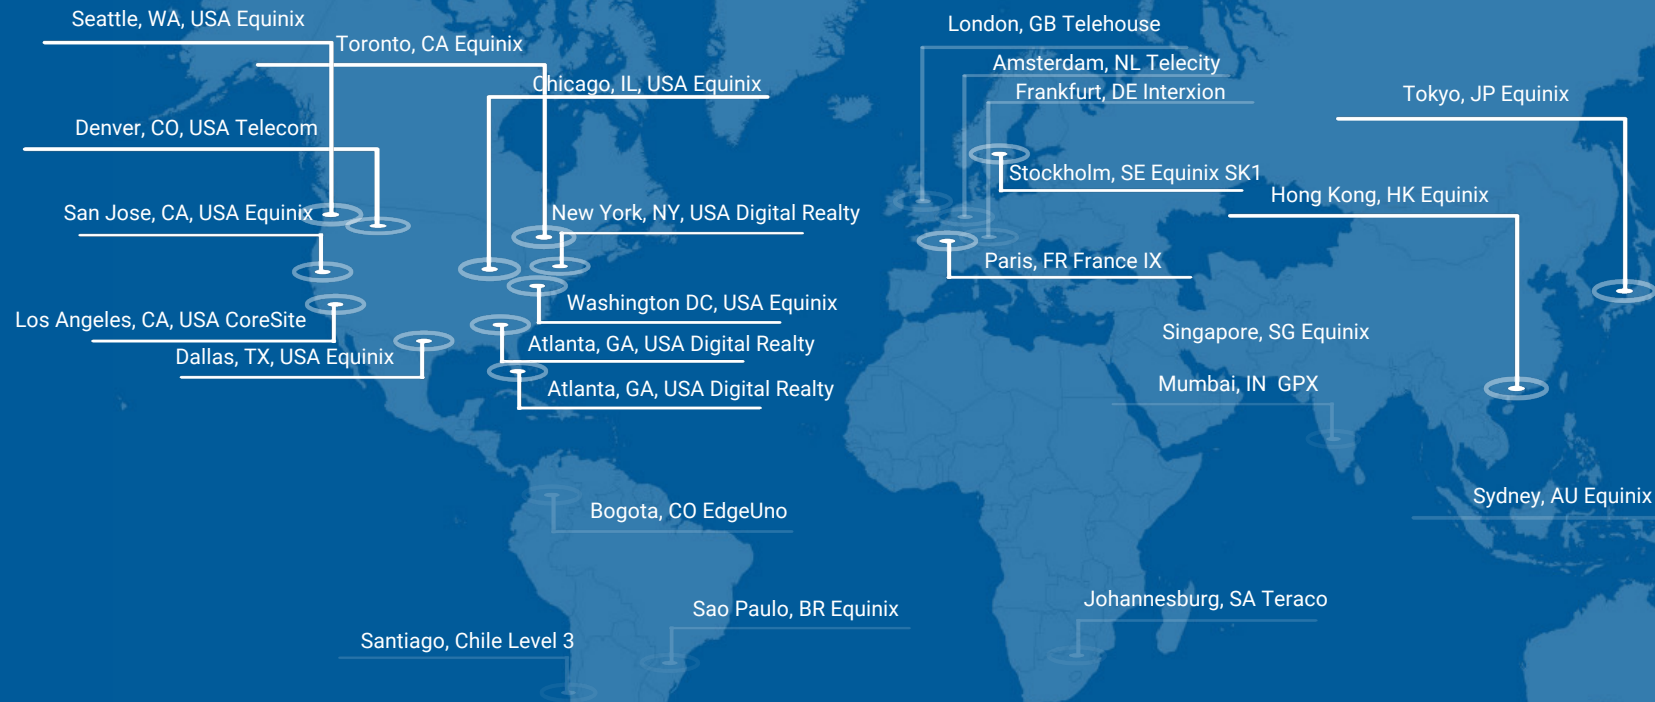 Seattle, WA, USA Equinix
Toronto, CA Equinix
Chicago, IL, USA Equinix
Denver, CO, USA Telecom
San Jose, CA, USA Equinix
New York, NY, USA Digital Realty
Washington DC, USA Equinix
Los Angeles, CA, USA CoreSite
Atlanta, GA, USA Digital Realty
Dallas, TX, USA Equinix
Atlanta, GA, USA Digital Realty
London, GB Telehouse
Amsterdam, NL Telecity
Frankfurt, DE Interxion
Stockholm, SE Equinix SK1
Paris, FR France IX
Tokyo, JP Equinix
Hong Kong, HK Equinix
Singapore, SG Equinix
Mumbai, IN  GPX
Sydney, AU Equinix
Bogota, CO EdgeUno
Sao Paulo, BR Equinix
Santiago, Chile Level 3
Johannesburg, SA Teraco